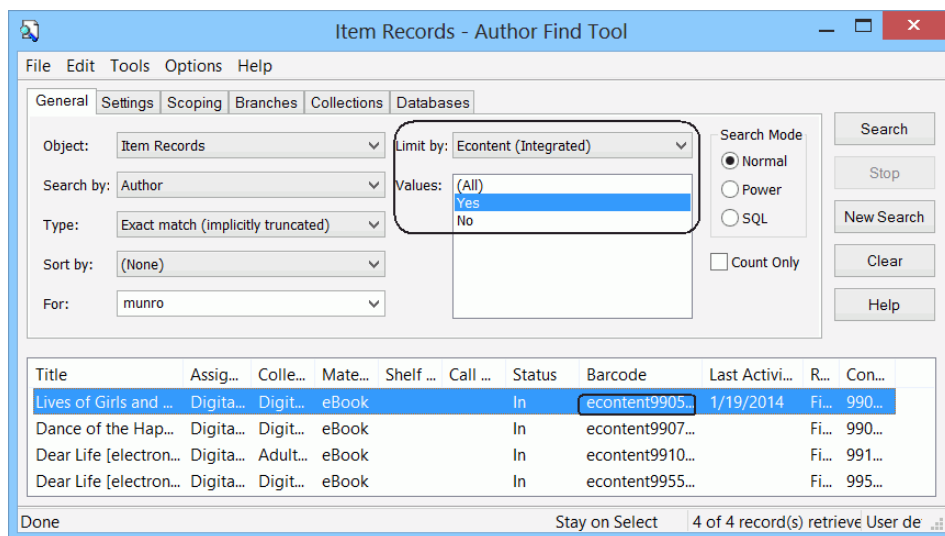 Item Records - Author Find Tool
File Edit Tools Options Help
General Settings Scoping Branches Collections Databases
Object: Item Records
Search by: Author
Type: Exact match (implicitly truncated)
Sort by: (None)
For: munro
Limit by: Econtent (Integrated)
Values: (All)
Yes
No
Search Mode
Normal
Power
SQL
Count Only
Search
Stop
New Search
Clear
Help
Title Assig... Colle... Mate... Shelf ... Call ... Status Barcode Last Activi... R... Con...
Lives of Girls and ... Digita... Digit... eBook In econtent9905... 1/19/2014 Fi... 990...
Dance of the Hap... Digita... Digit... eBook In econtent9907... Fi... 990...
Dear Life [electron... Digita... Adult... eBook In econtent9910... Fi... 991...
Dear Life [electron... Digita... Digit... eBook In econtent9955... Fi... 995...
Done Stay on Select 4 of 4 record(s) retrieve User de